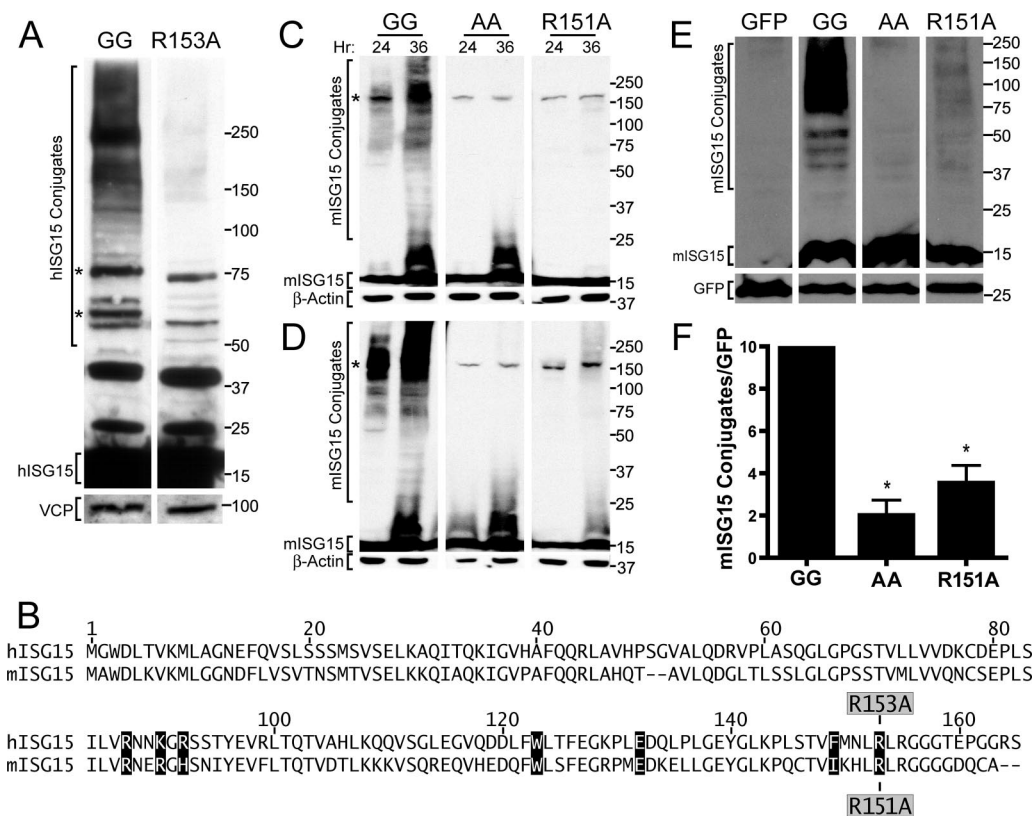 A
GG R153A
hISG15 Conjugates
*
*
250
150
100
75
50
37
25
15
hISG15
VCP
100
C
GG AA R151A
Hr: 24 36 24 36 24 36
mISG15 Conjugates
*
250
150
100
75
50
37
25
15
mISG15
β-Actin
37
D
mISG15 Conjugates
*
250
150
100
75
50
37
25
15
mISG15
β-Actin
37
E
GFP GG AA R151A
mISG15 Conjugates
250
150
100
75
50
37
25
15
mISG15
GFP
25
F
mISG15 Conjugates/GFP
10
8
6
4
2
0
* *
GG AA R151A
B
1 20 40 60 80
hISG15 MGWDLTVKMLAGNEFQVSLSSSMSVSELKAQITQKIGVHAFQQRLAVHPSGVALQDRVPLASQGLGPGSTVLLVVDKCDEPLS
mISG15 MAWDLKVKMLGGNDFLVSVTNSMTVSELKKQIAQKIGVPAFQQRLAHQT--AVLQDGLTLSSLGLGPSSTVMLVVQNCSEPLS
R153A
100 120 140 160
hISG15 ILVRNNKGRSSTYEVRLTQTVAHLKQQVSGLEGVQDDLFWLTFEGKPLEDQLPLGEYGLKPLSTVFMNLRLRGGGTEPGGRS
mISG15 ILVRNERGHSNIYEVFLTQTVDTLKKKVSQREQVHEDQFWLSFEGRPMEDKELLGEYGLKPQCTVIKHLRLRGGGGDQCA--
R151A